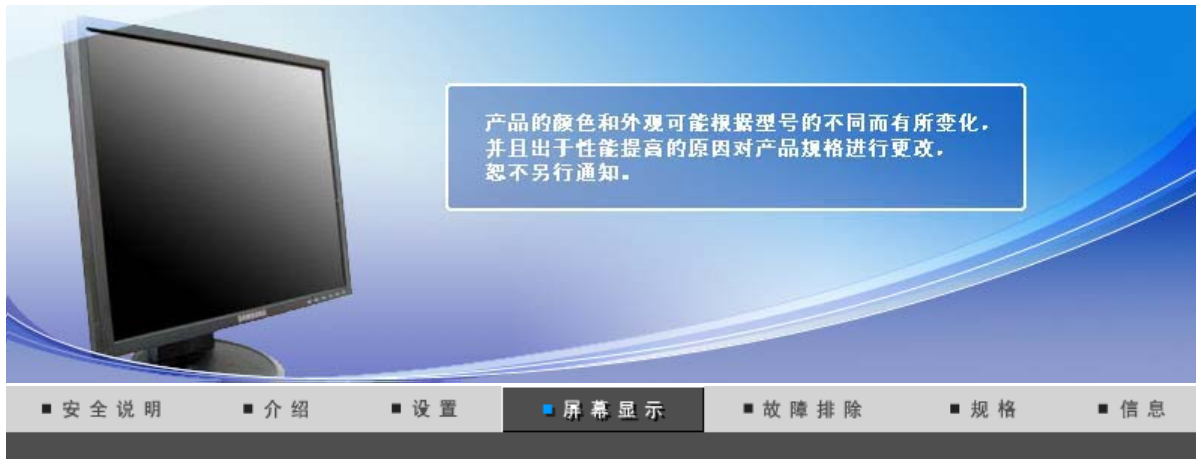 产品的颜色和外观可能根据型号的不同而有所变化，
并且出于性能提高的原因对产品规格进行更改，
恕不另行通知。
SAMSUNG
■安全说明 ■介绍 ■设置 ■屏幕显示 ■故障排除 ■规格 ■信息